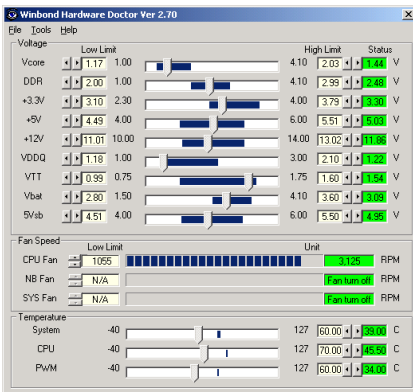 Winbond Hardware Doctor Ver 2.70
File Tools Help
Voltage
Low Limit High Limit Status
Vcore 1.17 1.00 4.10 2.03 1.44 V
DDR 2.00 1.00 4.10 2.99 2.48 V
+3.3V 3.10 2.30 4.00 3.79 3.30 V
+5V 4.49 4.00 6.00 5.51 5.03 V
+12V 11.01 10.00 14.00 13.02 11.86 V
VDDQ 1.18 1.00 3.00 2.10 1.22 V
VTT 0.99 0.75 1.75 1.60 1.54 V
Vbat 2.80 1.50 4.10 3.60 3.09 V
5Vsb 4.51 4.00 6.00 5.50 4.95 V
Fan Speed
Low Limit Unit
CPU Fan 1055 3,125 RPM
NB Fan N/A Fan turn off RPM
SYS Fan N/A Fan turn off RPM
Temperature
System -40 127 60.00 39.00 C
CPU -40 127 70.00 45.50 C
PWM -40 127 60.00 34.00 C